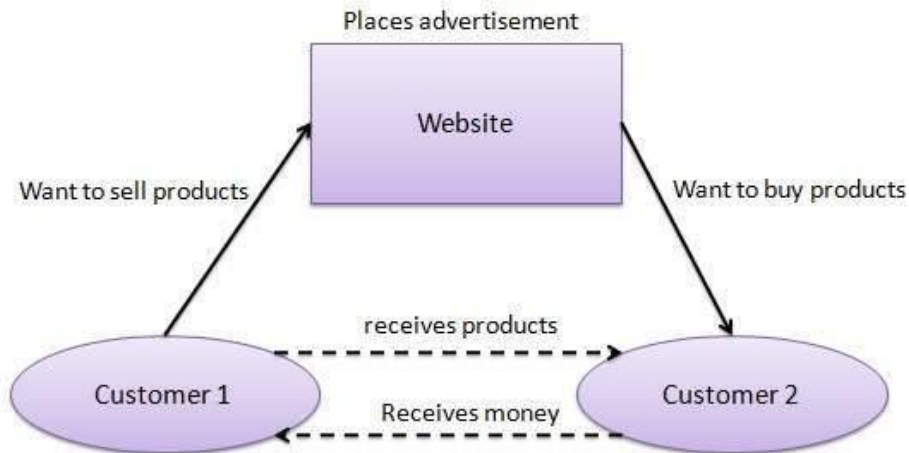 Places advertisement
Website
Want to sell products
Want to buy products
receives products
Customer 1
Customer 2
Receives money